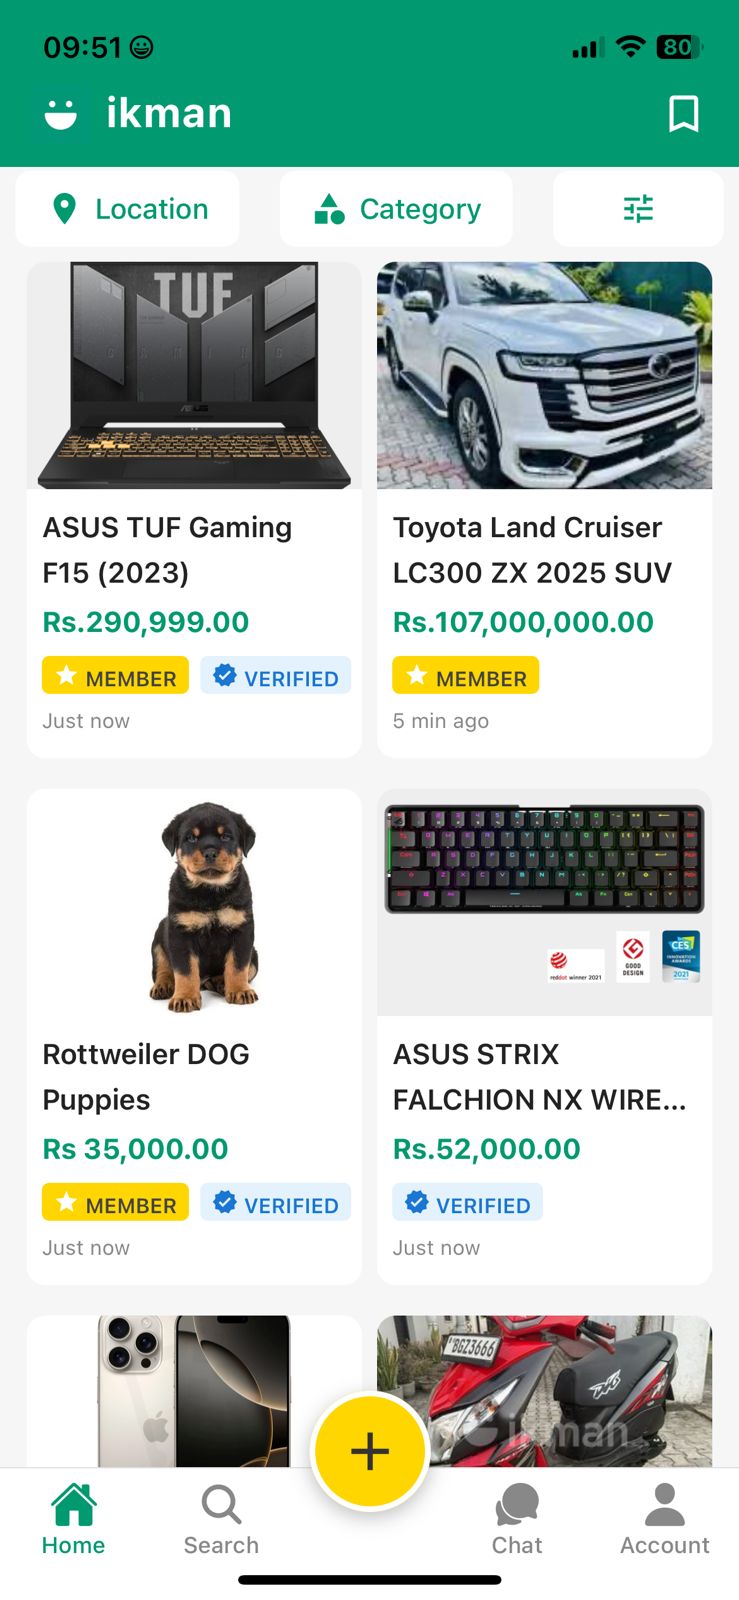 09:51
80
ikman
Location
Category
TUF
GAMING
ASUS
ASUS TUF Gaming
F15 (2023)
Rs.290,999.00
MEMBER
VERIFIED
Just now
Toyota Land Cruiser
LC300 ZX 2025 SUV
Rs.107,000,000.00
MEMBER
5 min ago
Rottweiler DOG
Puppies
Rs 35,000.00
MEMBER
VERIFIED
Just now
reddot winner 2021
GOOD
DESIGN
CES
INNOVATION
AWARDS
2021
ASUS STRIX
FALCHION NX WIRE...
Rs.52,000.00
VERIFIED
Just now
BGZ3666
ikman
Home
Search
Chat
Account